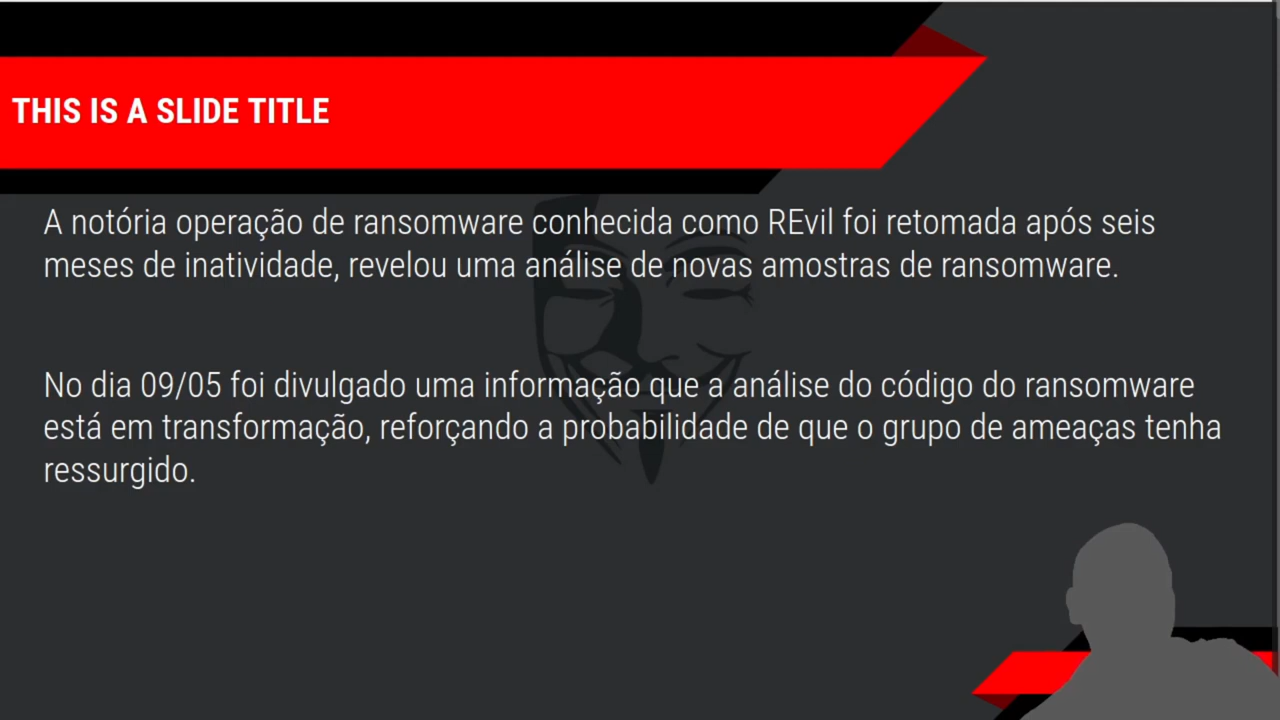 THIS IS A SLIDE TITLE
A notória operação de ransomware conhecida como REvil foi retomada após seis
meses de inatividade, revelou uma análise de novas amostras de ransomware.
No dia 09/05 foi divulgado uma informação que a análise do código do ransomware
está em transformação, reforçando a probabilidade de que o grupo de ameaças tenha
ressurgido.